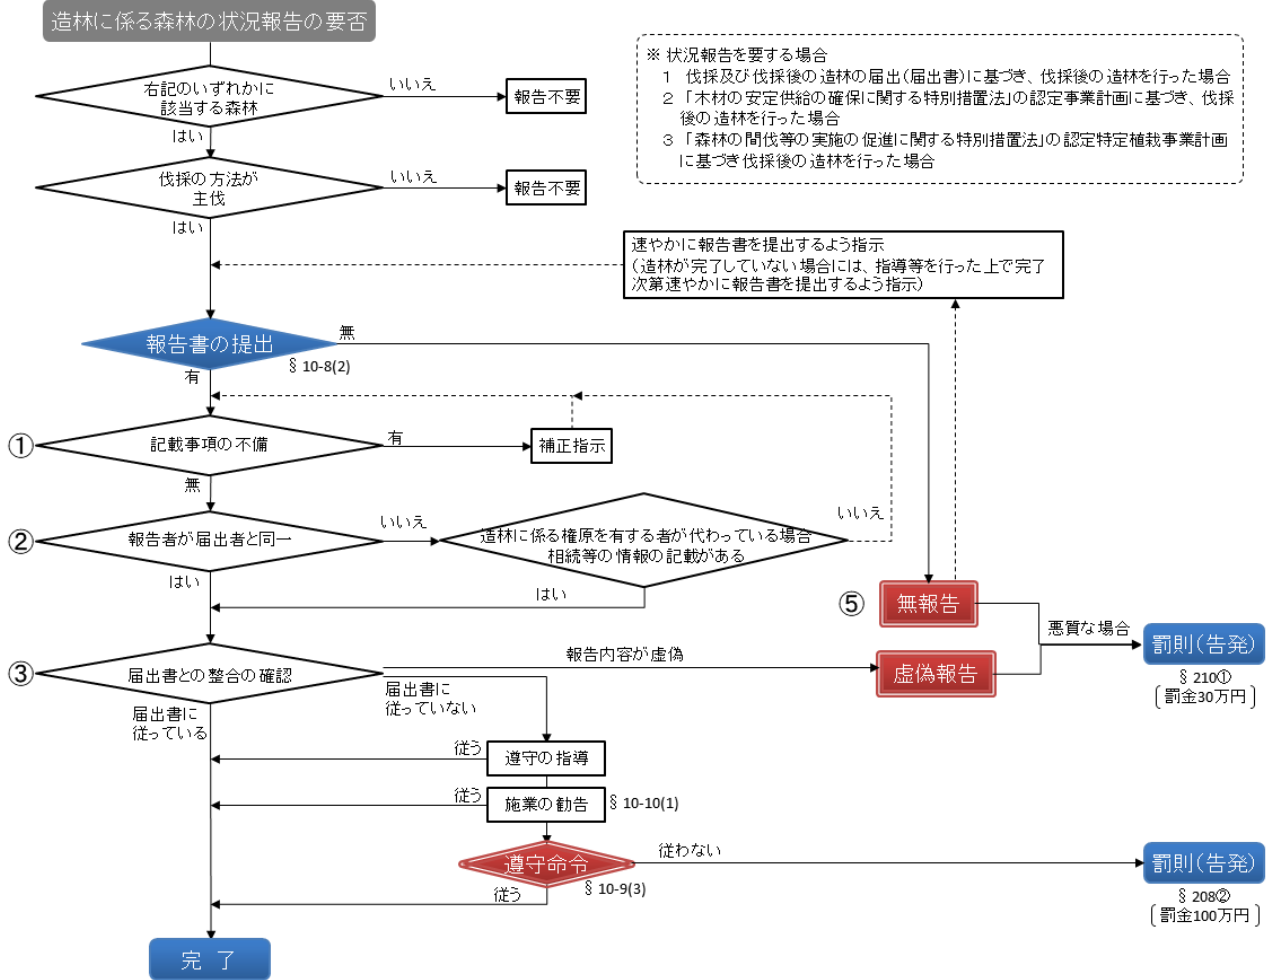 造林に係る森林の状況報告の要否
※ 状況報告を要する場合
1 伐採及び伐採後の造林の届出(届出書)に基づき、伐採後の造林を行った場合
2 「木材の安定供給の確保に関する特別措置法」の認定事業計画に基づき、伐採
後の造林を行った場合
3 「森林の間伐等の実施の促進に関する特別措置法」の認定特定植栽事業計画
に基づき伐採後の造林を行った場合
右記のいずれかに
該当する森林
いいえ
報告不要
はい
伐採の方法が
主伐
いいえ
報告不要
はい
速やかに報告書を提出するよう指示
(造林が完了していない場合には、指導等を行った上で完了
次第速やかに報告書を提出するよう指示)
報告書の提出
無
§ 10-8(2)
有
①
記載事項の不備
有
補正指示
無
②
報告者が届出者と同一
いいえ
造林に係る権原を有する者が代わっている場合
相続等の情報の記載がある
いいえ
はい
はい
⑤
無報告
悪質な場合
罰則(告発)
§ 210①
〔罰金30万円〕
③
届出書との整合の確認
報告内容が虚偽
虚偽報告
届出書に
従っていない
届出書に
従っている
従う
遵守の指導
従う
施業の勧告
§ 10-10(1)
遵守命令
従わない
罰則(告発)
§ 10-9(3)
従う
§ 208②
〔罰金100万円〕
完 了